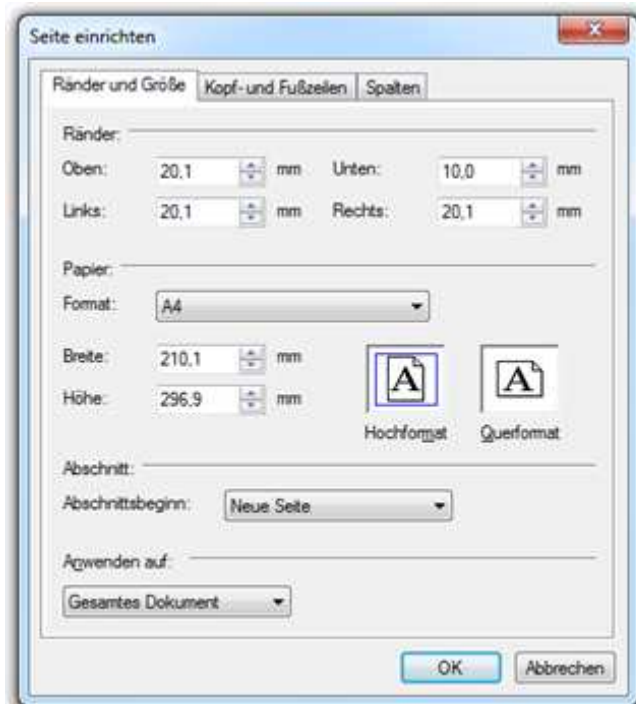 Seite einrichten
Ränder und Größe Kopf- und Fußzeilen Spalten
Ränder:
Oben: 20,1 mm Unten: 10,0 mm
Links: 20,1 mm Rechts: 20,1 mm
Papier:
Format: A4
Breite: 210,1 mm
Höhe: 296,9 mm
A A
Hochformat Querformat
Abschnitt:
Abschnittsbeginn: Neue Seite
Anwenden auf:
Gesamtes Dokument
OK Abbrechen